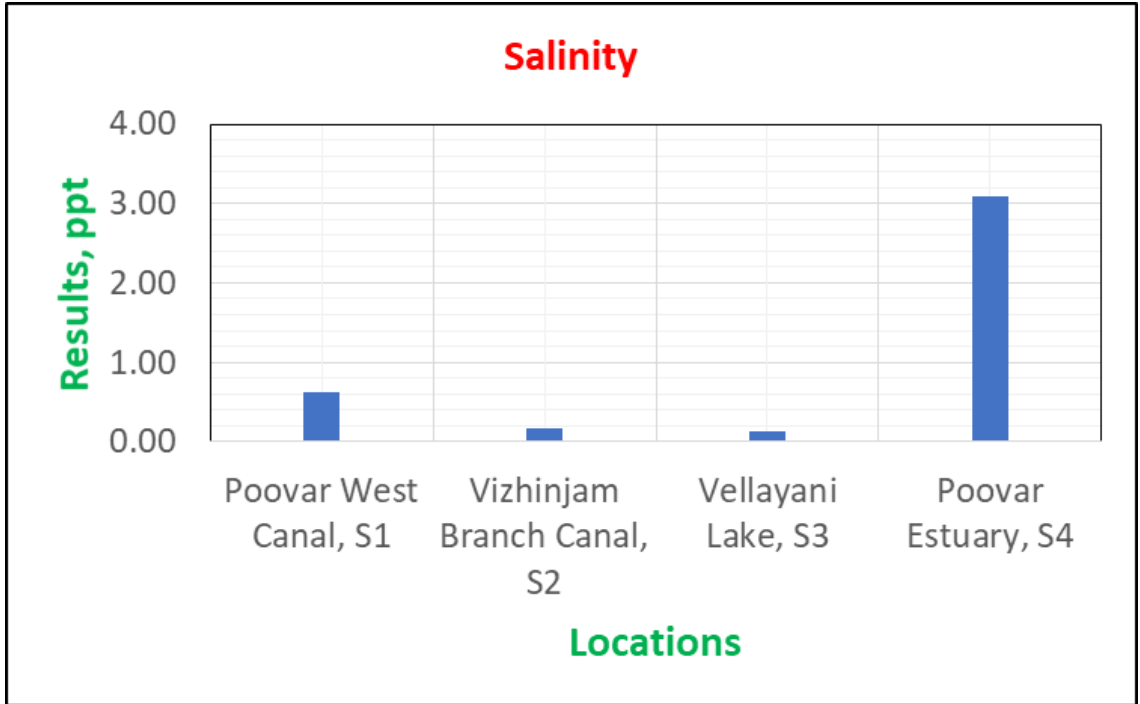 Salinity
Results, ppt
4.00
3.00
2.00
1.00
0.00
Poovar West
Canal, S1
Vizhinjam
Branch Canal,
S2
Vellayani
Lake, S3
Poovar
Estuary, S4
Locations